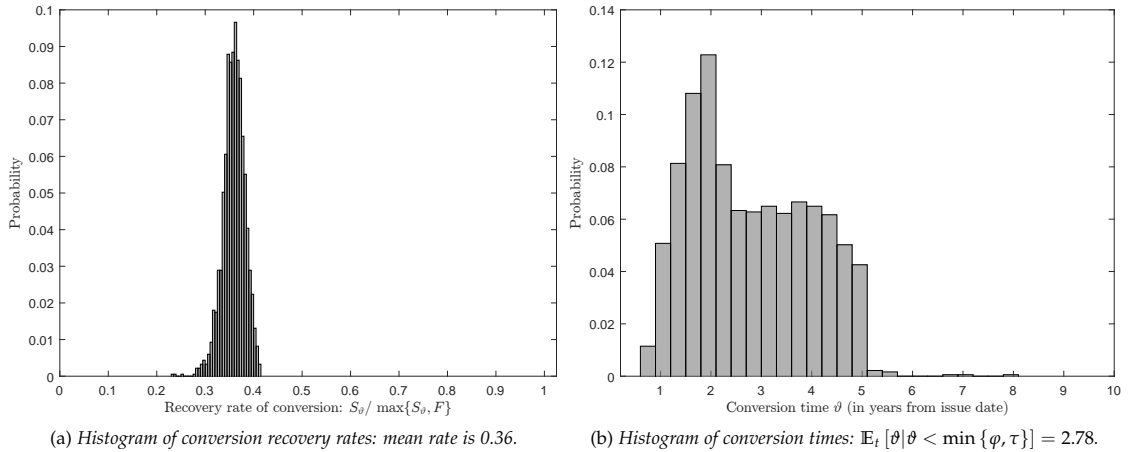 0.1
0.09
0.08
0.07
0.06
0.05
0.04
0.03
0.02
0.01
0
Probability
0 0.1 0.2 0.3 0.4 0.5 0.6 0.7 0.8 0.9 1
Recovery rate of conversion: S_ϑ/ max{S_ϑ, F}
(a) Histogram of conversion recovery rates: mean rate is 0.36.
0.14
0.12
0.1
0.08
0.06
0.04
0.02
0
Probability
1 2 3 4 5 6 7 8 9 10
Conversion time ϑ (in years from issue date)
(b) Histogram of conversion times: 𝔼_t [ϑ|ϑ < min {φ, τ}] = 2.78.